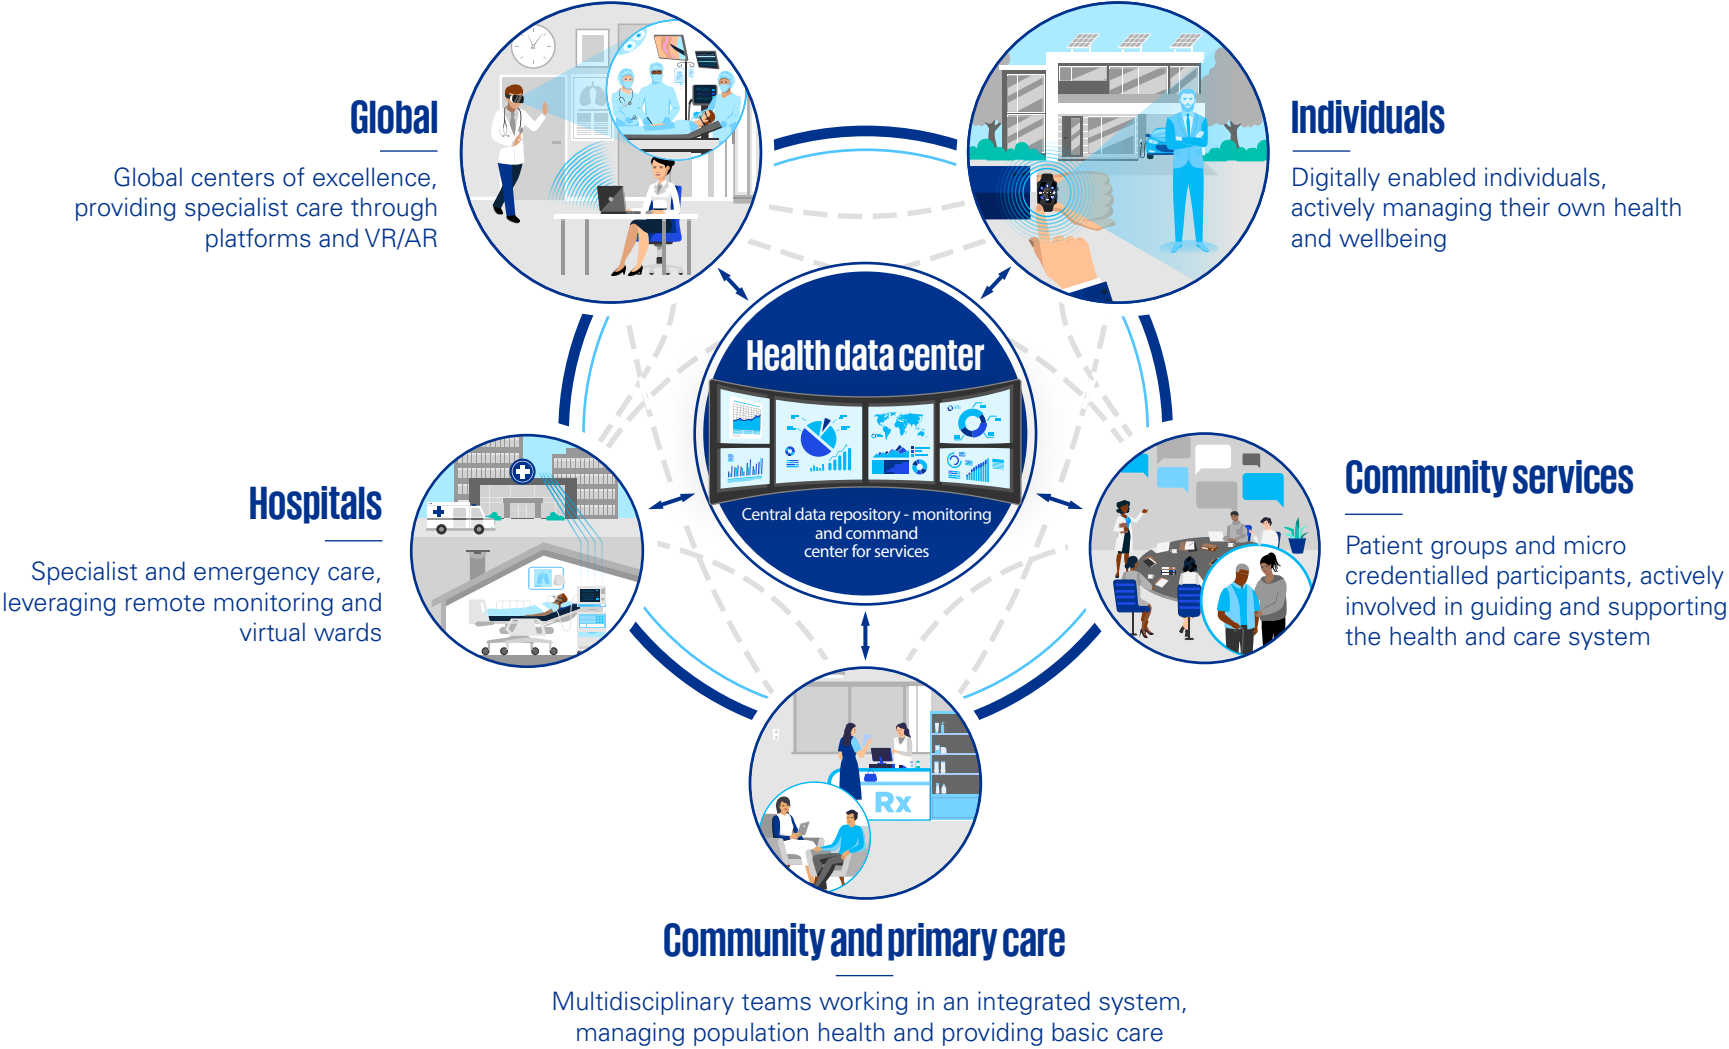 Global
Global centers of excellence,
providing specialist care through
platforms and VR/AR
Individuals
Digitally enabled individuals,
actively managing their own health
and wellbeing
Health data center
Central data repository - monitoring
and command
center for services
Hospitals
Specialist and emergency care,
leveraging remote monitoring and
virtual wards
Community services
Patient groups and micro
credentialled participants, actively
involved in guiding and supporting
the health and care system
Rx
Community and primary care
Multidisciplinary teams working in an integrated system,
managing population health and providing basic care